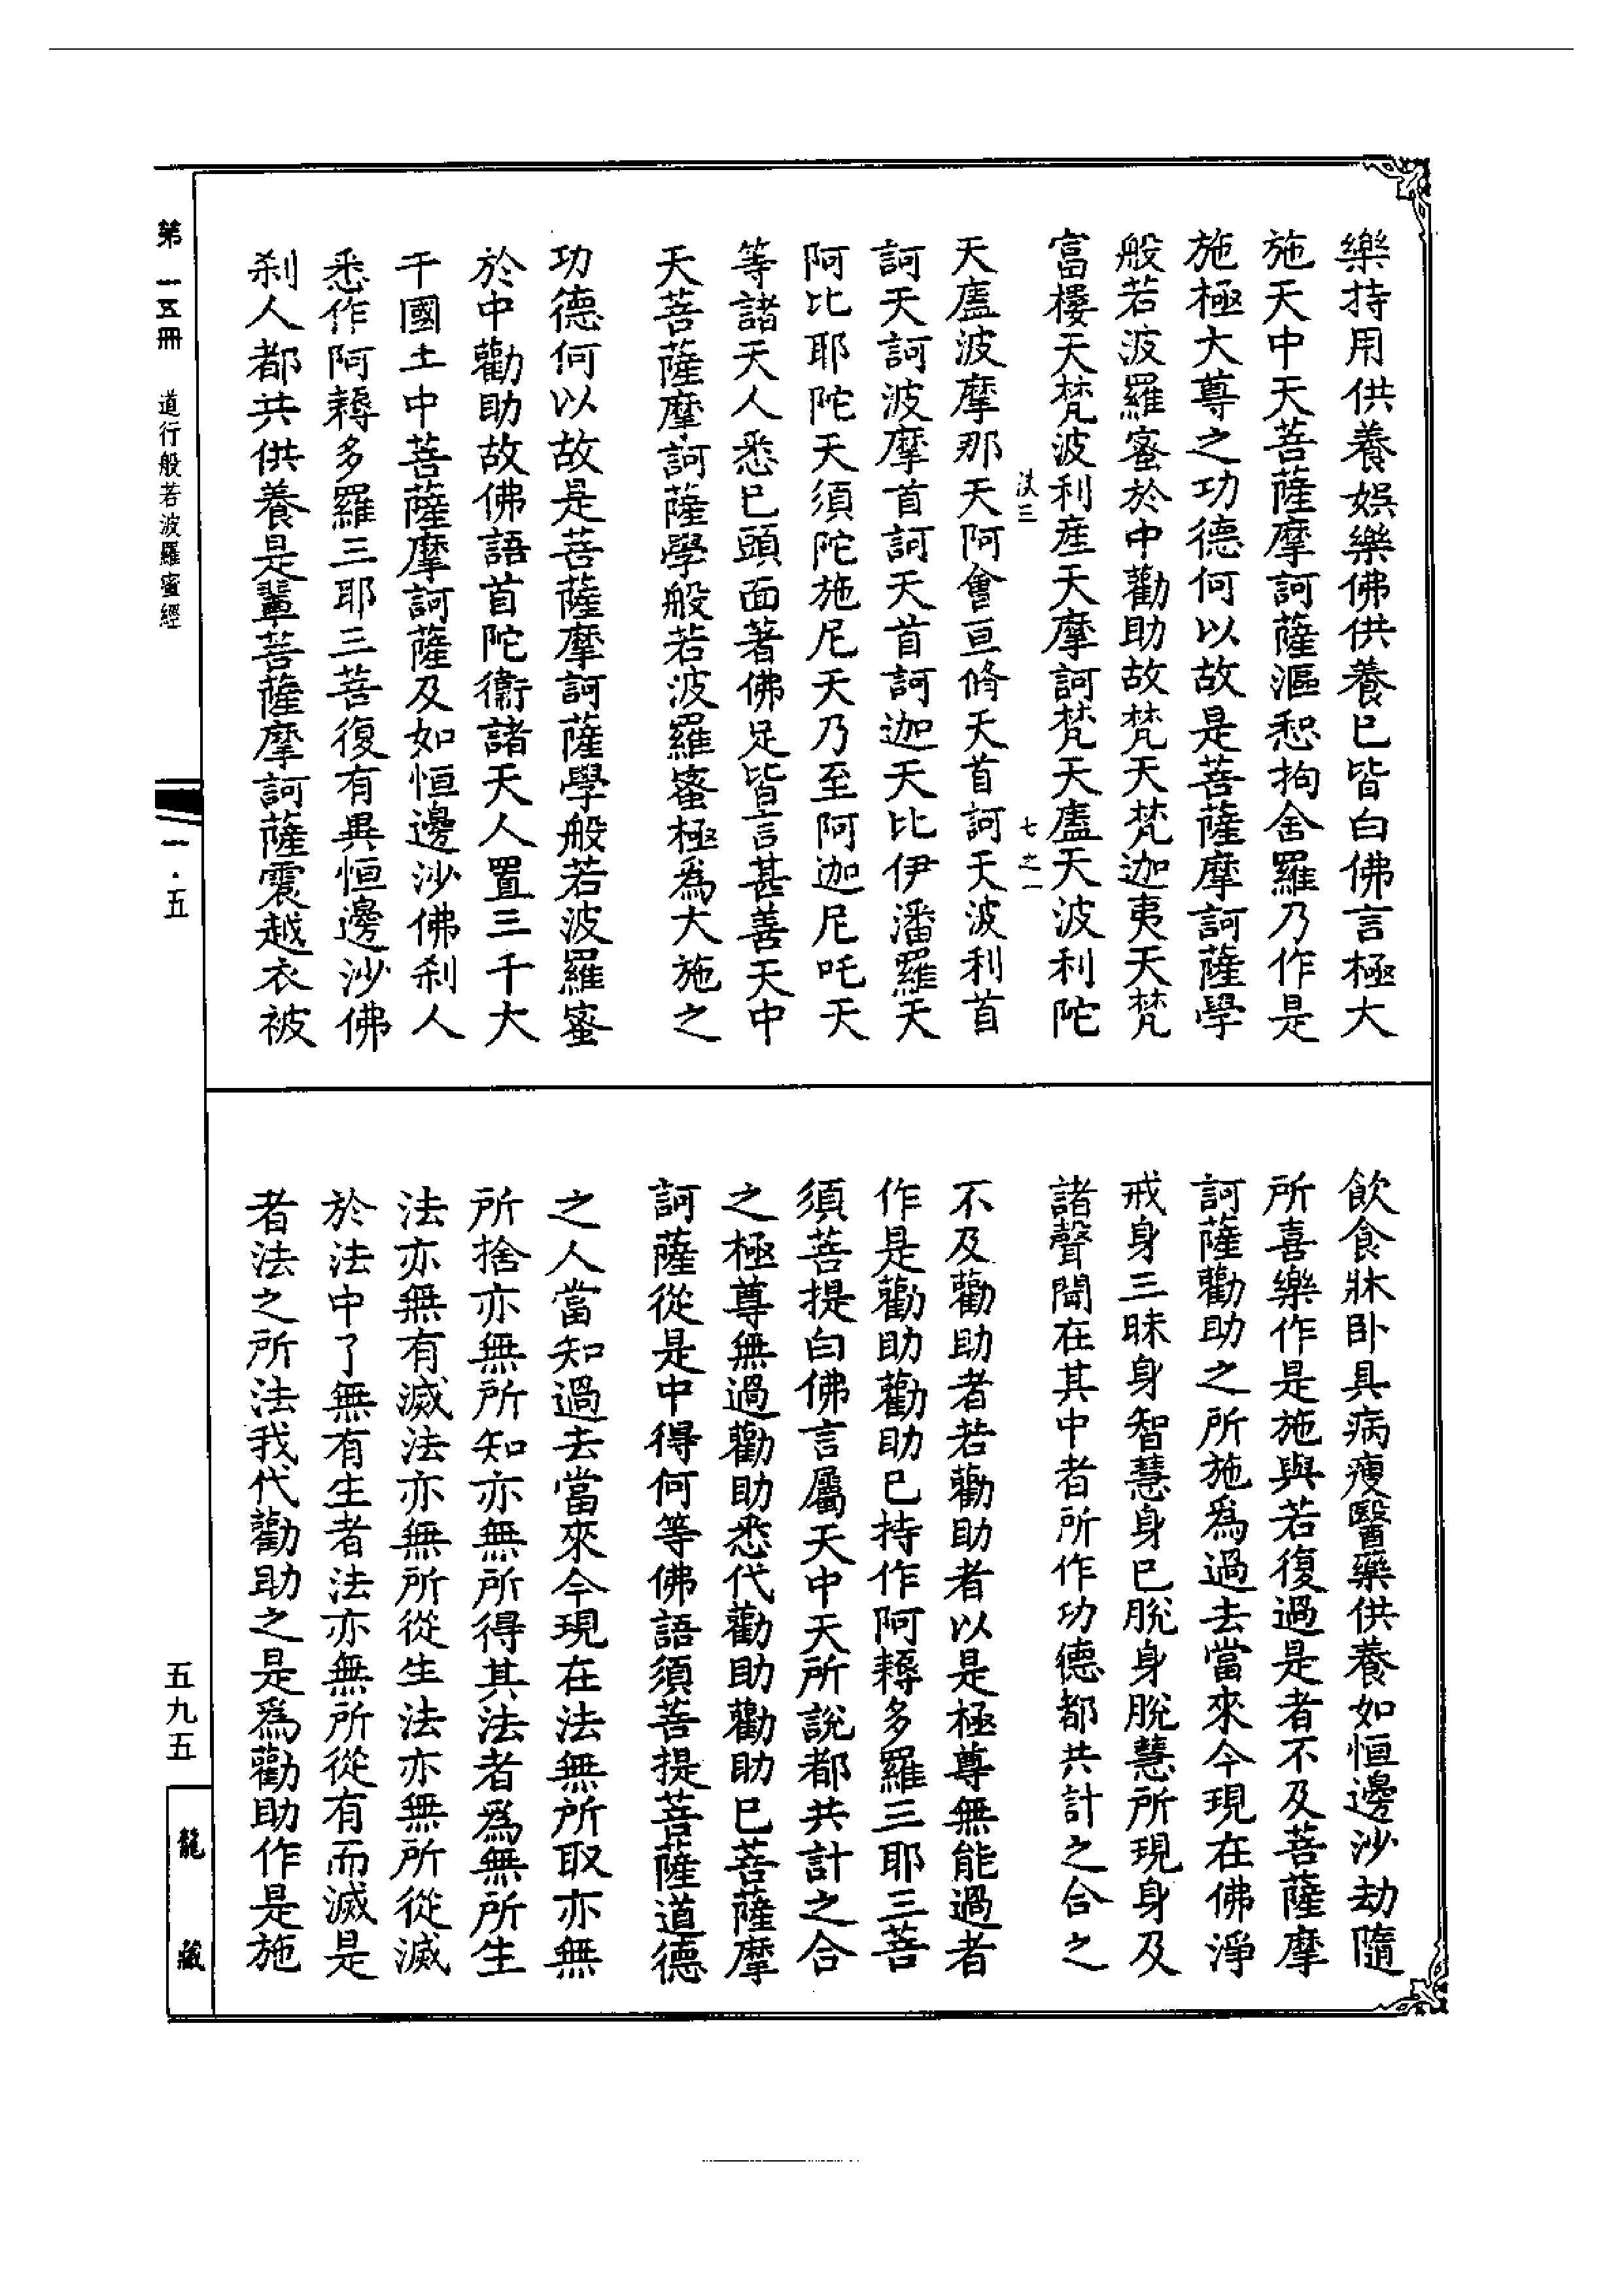 樂持用供養娛樂佛供養已皆白佛言極大
施天中天菩薩摩訶薩漚恕拘舍羅乃作是
施極大尊之功德何以故是菩薩摩訶薩學
般若波羅蜜於中勸助故梵天梵迦夷天梵
富樓天梵波利產天摩訶梵天廅天波利陀
七之一
天廅波摩那天阿會亘脩天首訶天波利首
訶天訶波摩首訶天首訶迦天比伊潘羅天
阿比耶陀天須陀施尼天乃至阿迦尼吒天
等諸天人悉已頭面著佛足皆言甚善天中
天菩薩摩訶薩學般若波羅蜜極為大施之
功德何以故是菩薩摩訶薩學般若波羅蜜
於中勸助故佛語首陀衞諸天人置三千大
千國土中菩薩摩訶薩及如恒邊沙佛刹人
悉作阿耨多羅三耶三菩復有異恒邊沙佛
刹人都共供養是輩菩薩摩訶薩震越衣被
飲食牀卧具病瘦醫藥供養如恒邊沙劫隨
所喜樂作是施與若復過是者不及菩薩摩
訶薩勸助之所施爲過去當來今現在佛淨
戒身三昧身智慧身已脫身脫慧所現身及
諸聲聞在其中者所作功德都共計之合之
不及勸助者若勸助者以是極尊無能過者
作是勸助勸助已持作阿耨多羅三耶三菩
須菩提白佛言屬天中天所說都共計之合
之極尊無過勸助悉代勸助勸助已菩薩摩
訶薩從是中得何等佛語須菩提菩薩道德
之人當知過去當來今現在法無所取亦無
所捨亦無所知亦無所得其法者爲無所生
法亦無有滅法亦無所從生法亦無所從滅
於法中了無有生者法亦無所從有而滅是
者法之所法我代勸助之是爲勸助作是施
第一五冊 道行般若波羅蜜經
一·五
五九五
龍藏